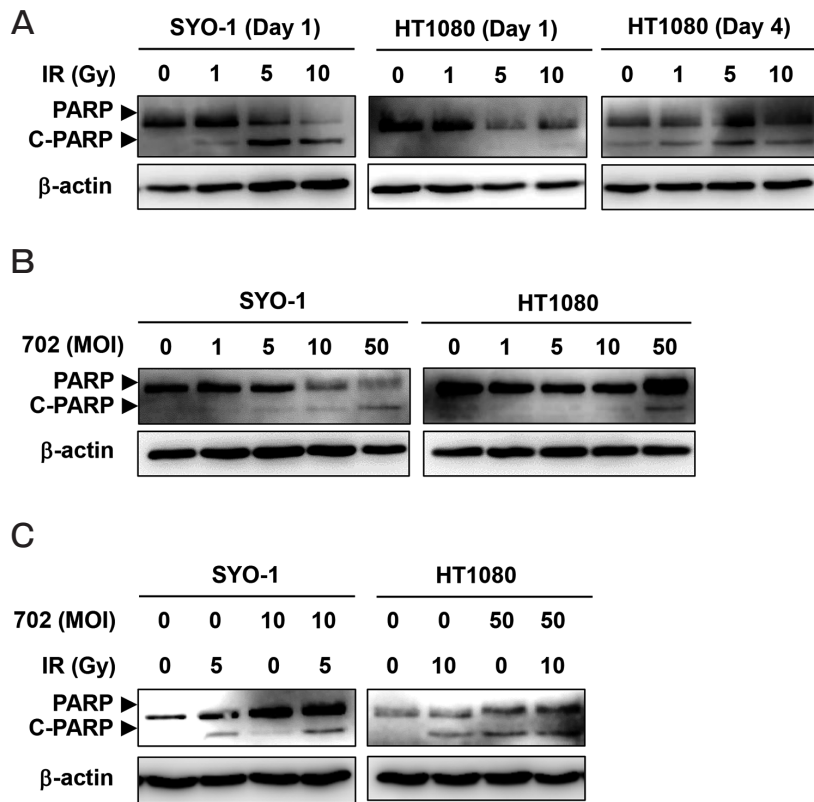 A
SYO-1 (Day 1) HT1080 (Day 1) HT1080 (Day 4)
IR (Gy) 0 1 5 10 0 1 5 10 0 1 5 10
PARP
C-PARP
β-actin
B
SYO-1 HT1080
702 (MOI) 0 1 5 10 50 0 1 5 10 50
PARP
C-PARP
β-actin
C
SYO-1 HT1080
702 (MOI) 0 0 10 10 0 0 50 50
IR (Gy) 0 5 0 5 0 10 0 10
PARP
C-PARP
β-actin